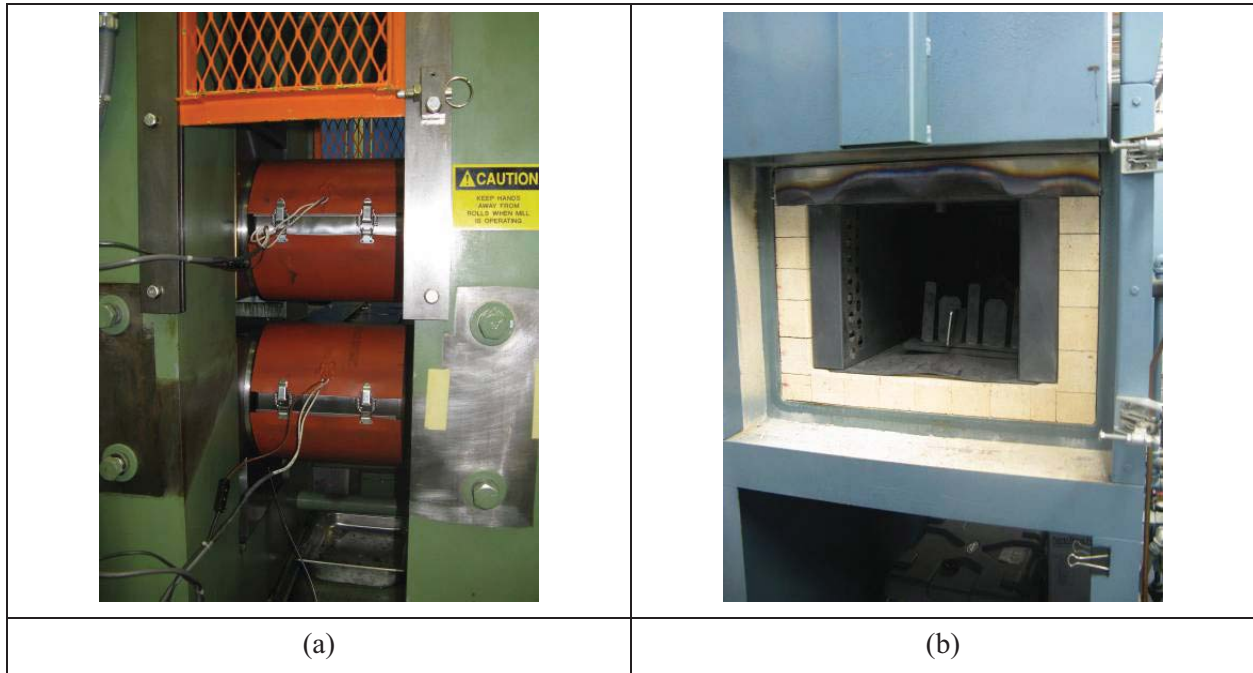 CAUTION
KEEP HANDS
AWAY FROM
ROLLS WHEN MILL
IS OPERATING
(a)
(b)